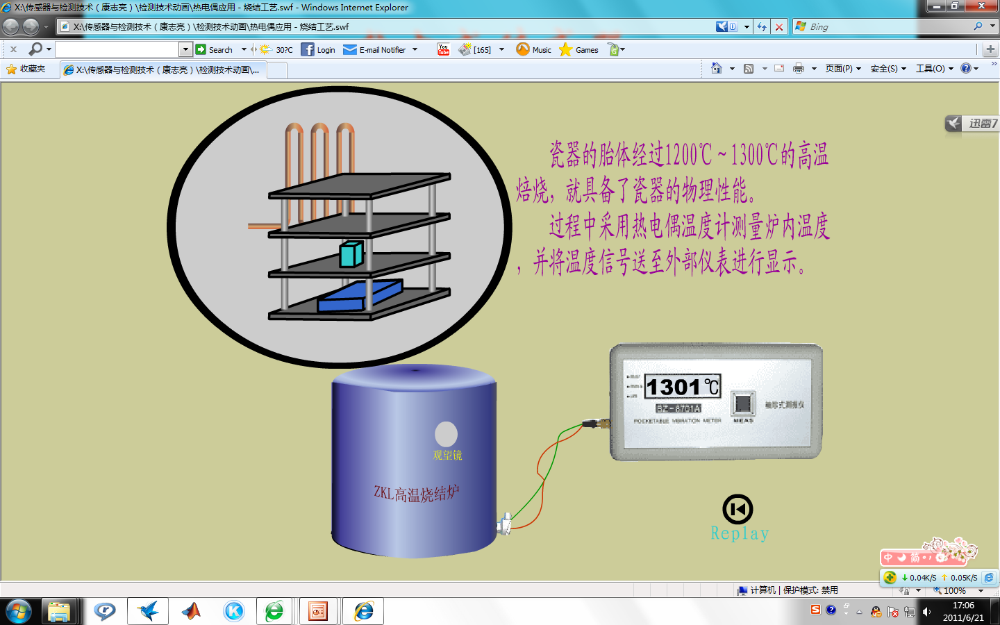 X:\传感器与检测技术（康志亮）\检测技术动画\热电偶应用 - 烧结工艺.swf - Windows Internet Explorer
X:\传感器与检测技术（康志亮）\检测技术动画\热电偶应用 - 烧结工艺.swf
Bing
Search
30?C
Login
E-mail Notifier
You Tube
[165]
Music
Games
收藏夹
X:\传感器与检测技术（康志亮）\检测技术动画\...
页面(P)
安全(S)
工具(O)
迅雷7
瓷器的胎体经过1200℃～1300℃的高温
焙烧，就具备了瓷器的物理性能。
过程中采用热电偶温度计测量炉内温度
，并将温度信号送至外部仪表进行显示。
1301℃
BZ-8701A
POCKETABLE VIBRATION METER
MEAS
观望镜
ZKL高温烧结炉
Replay
中 简
0.04K/S
0.05K/S
计算机 | 保护模式: 禁用
100%
17:06
2011/6/21